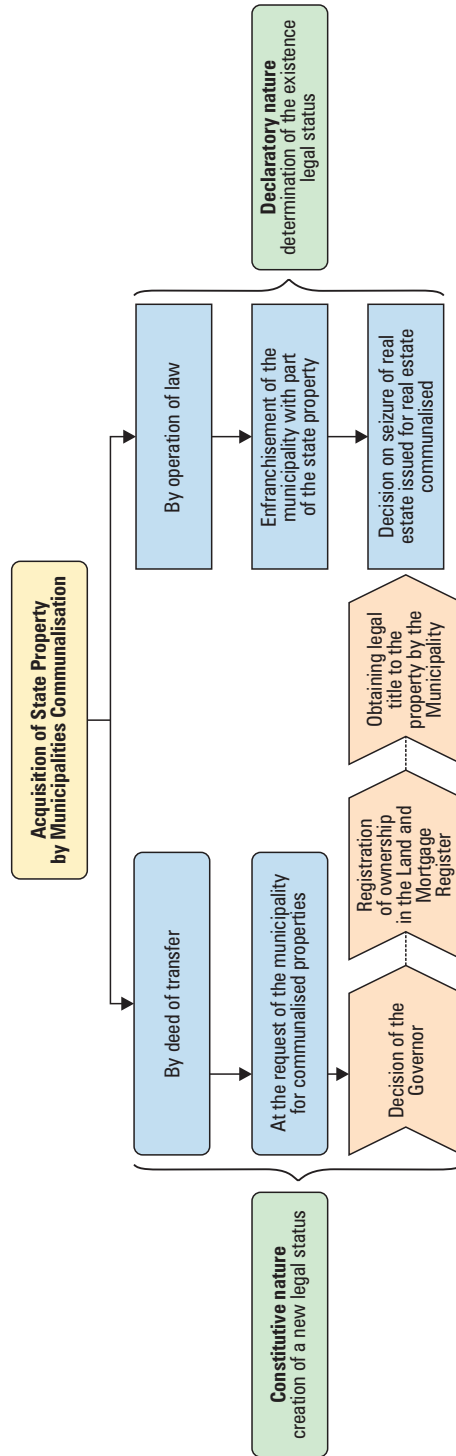 Acquisition of State Property
by Municipalities Communalisation
By deed of transfer
At the request of the municipality
for communalised properties
Decision of the
Governor
Registration
of ownership
in the Land and
Mortgage
Register
Obtaining legal
title to the
property by the
Municipality
By operation of law
Enfranchisement of the
municipality with part
of the state property
Decision on seizure of real
estate issued for real estate
communalised
Constitutive nature
creation of a new legal status
Declaratory nature
determination of the existence
legal status